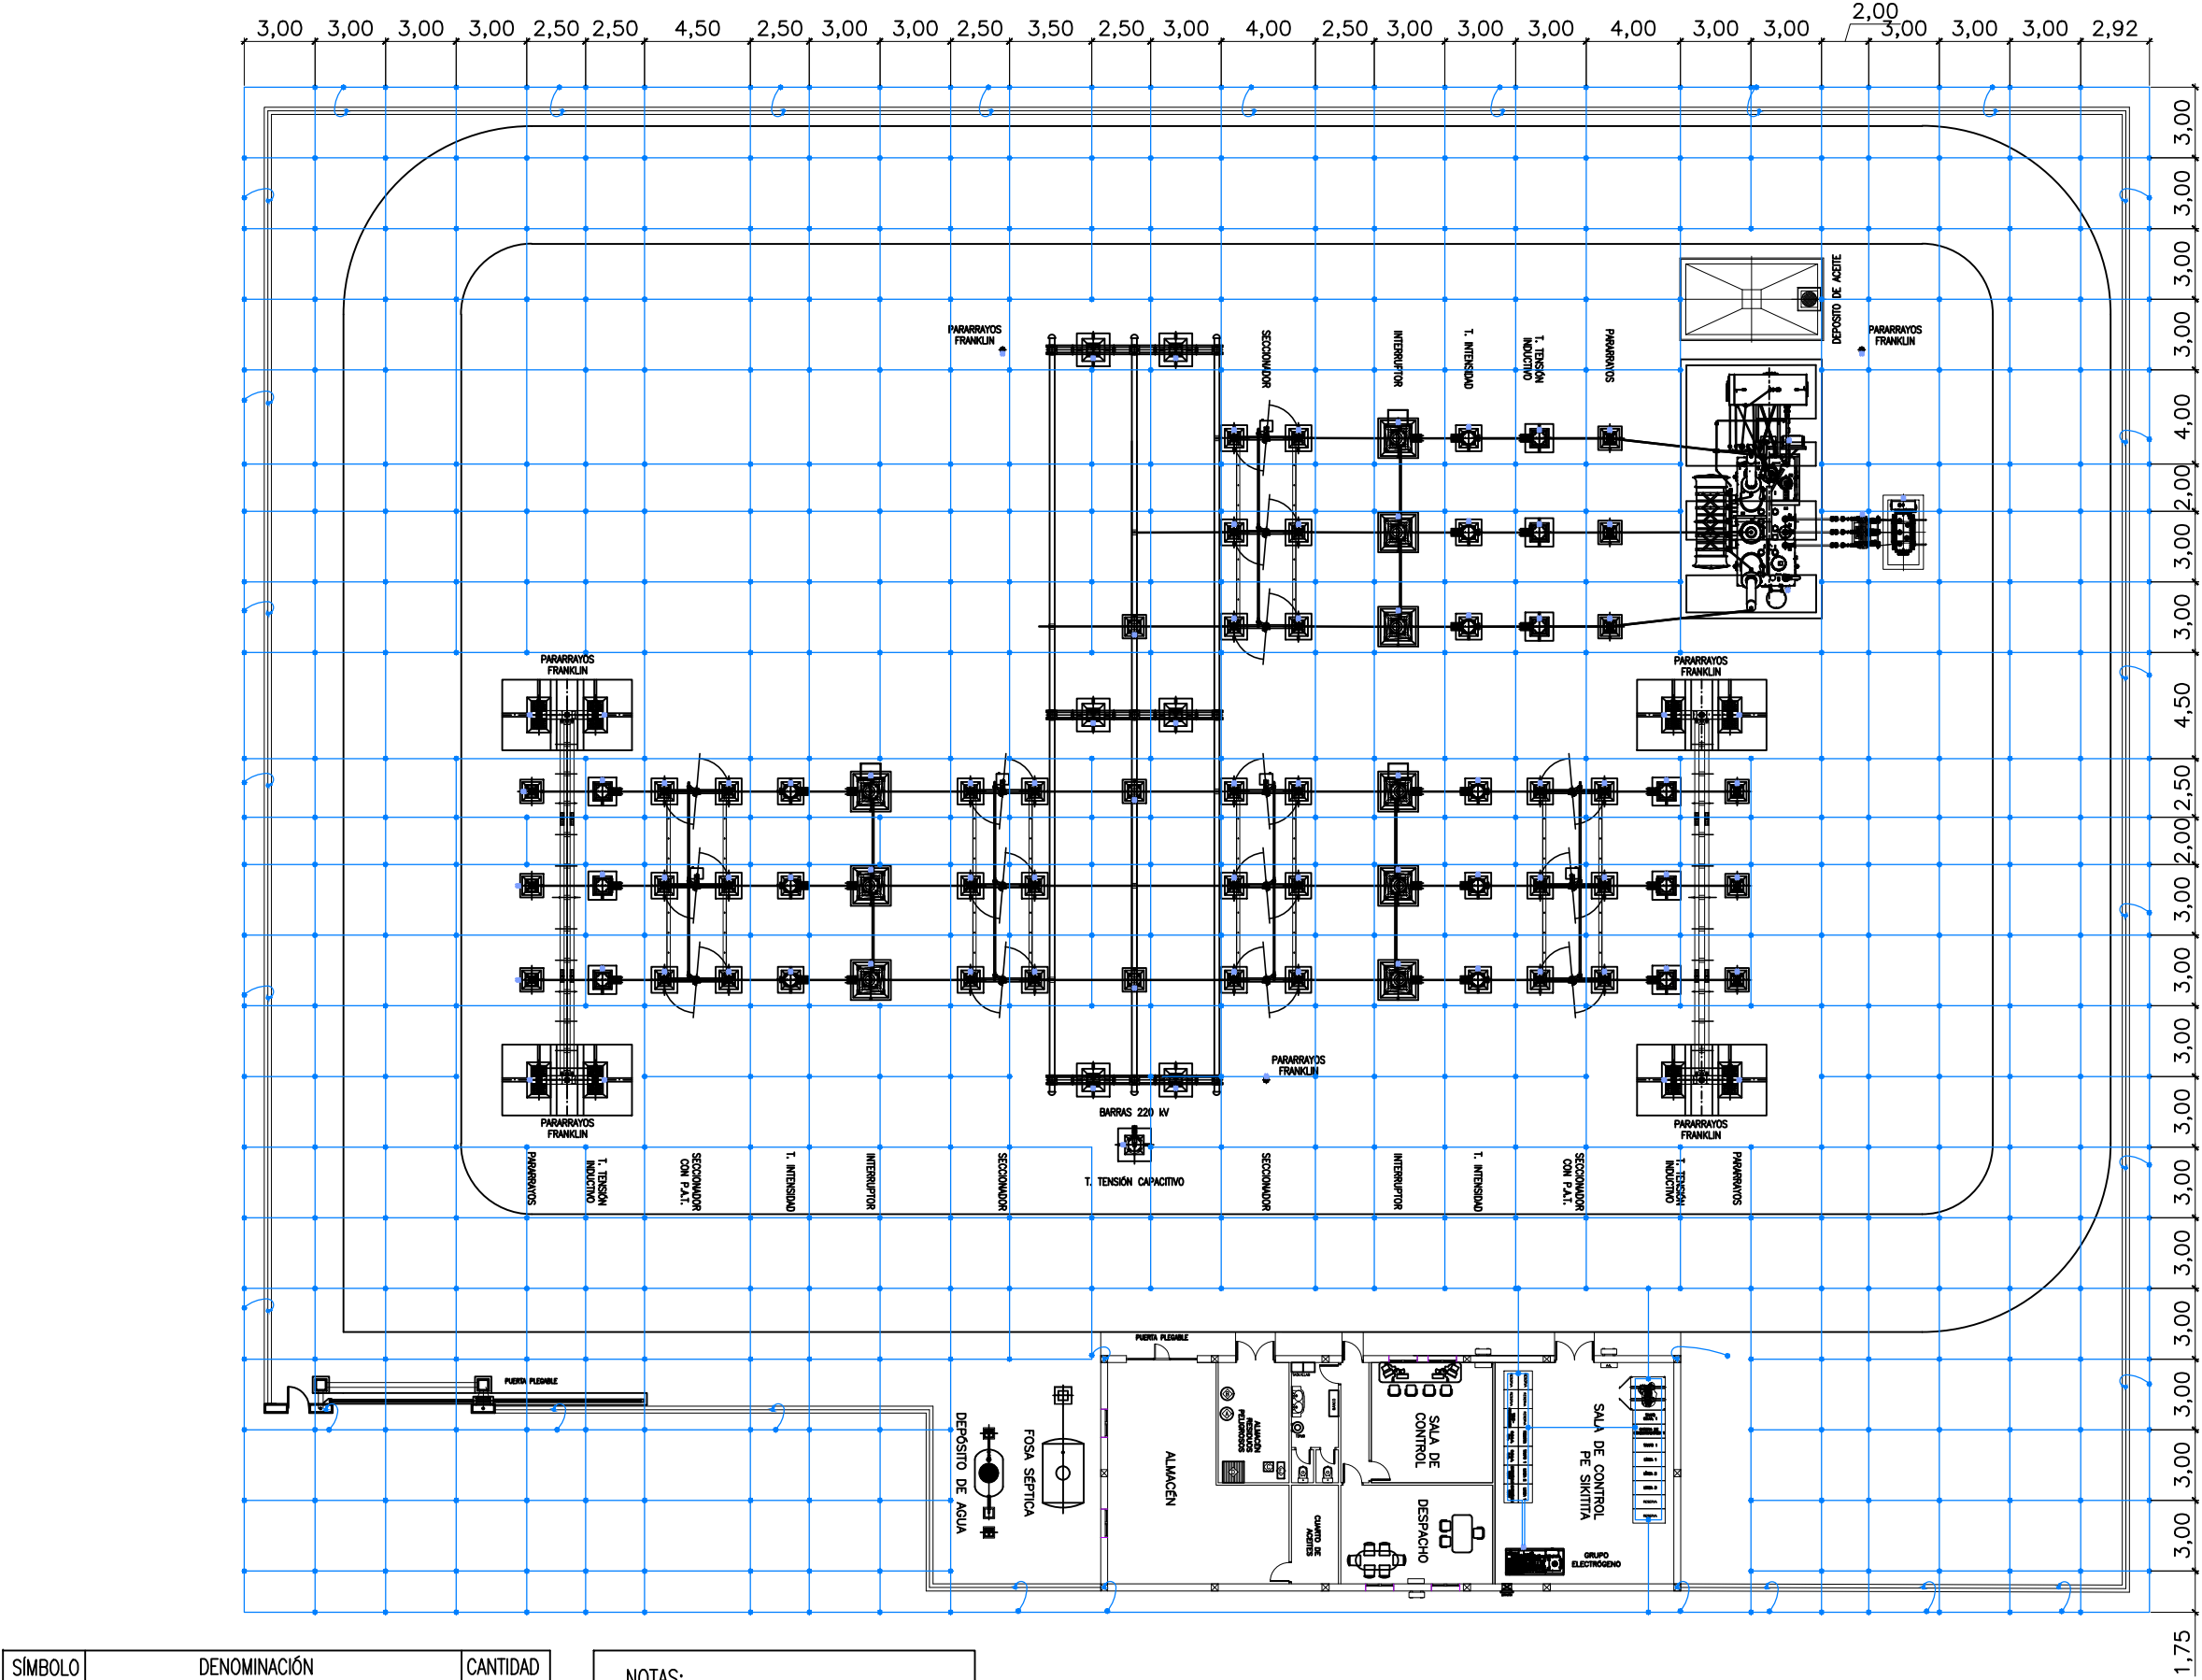 2,00
3,00 3,00 3,00 3,00 2,50 2,50 4,50 2,50 3,00 3,00 2,50 3,50 2,50 3,00 4,00 2,50 3,00 3,00 3,00 4,00 3,00 3,00 3,00 3,00 3,00 2,92
3,00
3,00
3,00
3,00
4,00
2,00
3,00
3,00
4,50
2,50
2,00
3,00
3,00
3,00
3,00
3,00
3,00
3,00
3,00
3,00
3,00
1,75
DEPOSITO DE ACEITE
PARARRAYOS
FRANKLIN
PARARRAYOS
FRANKLIN
SECCIONADOR
INTERRUPTOR
T. INTENSIDAD
T. TENSIÓN
INDUCTIVO
PARARRAYOS
PARARRAYOS
FRANKLIN
PARARRAYOS
FRANKLIN
PARARRAYOS
FRANKLIN
BARRAS 220 kV
PARARRAYOS
FRANKLIN
PARARRAYOS
FRANKLIN
T. TENSIÓN CAPACITIVO
PARARRAYOS
T. TENSIÓN
INDUCTIVO
SECCIONADOR
CON P.A.T.
T. INTENSIDAD
INTERRUPTOR
SECCIONADOR
SECCIONADOR
INTERRUPTOR
T. INTENSIDAD
SECCIONADOR
CON P.A.T.
T. TENSIÓN
INDUCTIVO
PARARRAYOS
PUERTA PLEGABLE
PUERTA PLEGABLE
DEPÓSITO DE AGUA
FOSA SÉPTICA
ALMACÉN
ALMACÉN
RESIDUOS
PELIGROSOS
CUARTO DE
ACEITES
SALA DE
CONTROL
DESPACHO
SALA DE CONTROL
PE SIKITITA
GRUPO
ELECTRÓGENO
SÍMBOLO DENOMINACIÓN CANTIDAD
NOTAS: